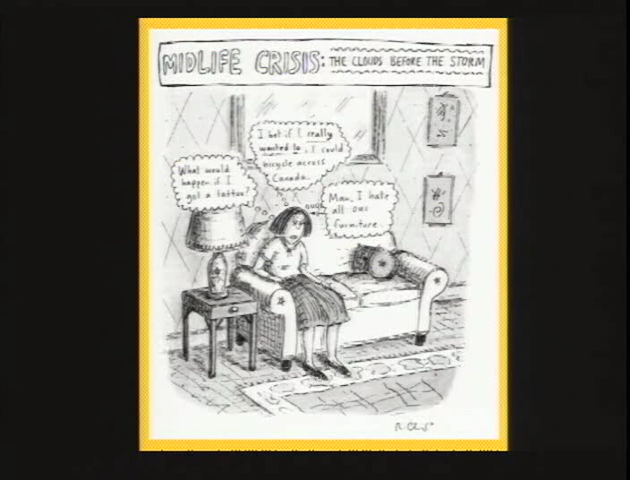 MIDLIFE CRISIS: THE CLOUDS BEFORE THE STORM
What would
happen if I
got a tattoo?
I bet if I really
wanted to, I could
bicycle across
Canada.
Man, I hate
all our
furniture.
R. Chast